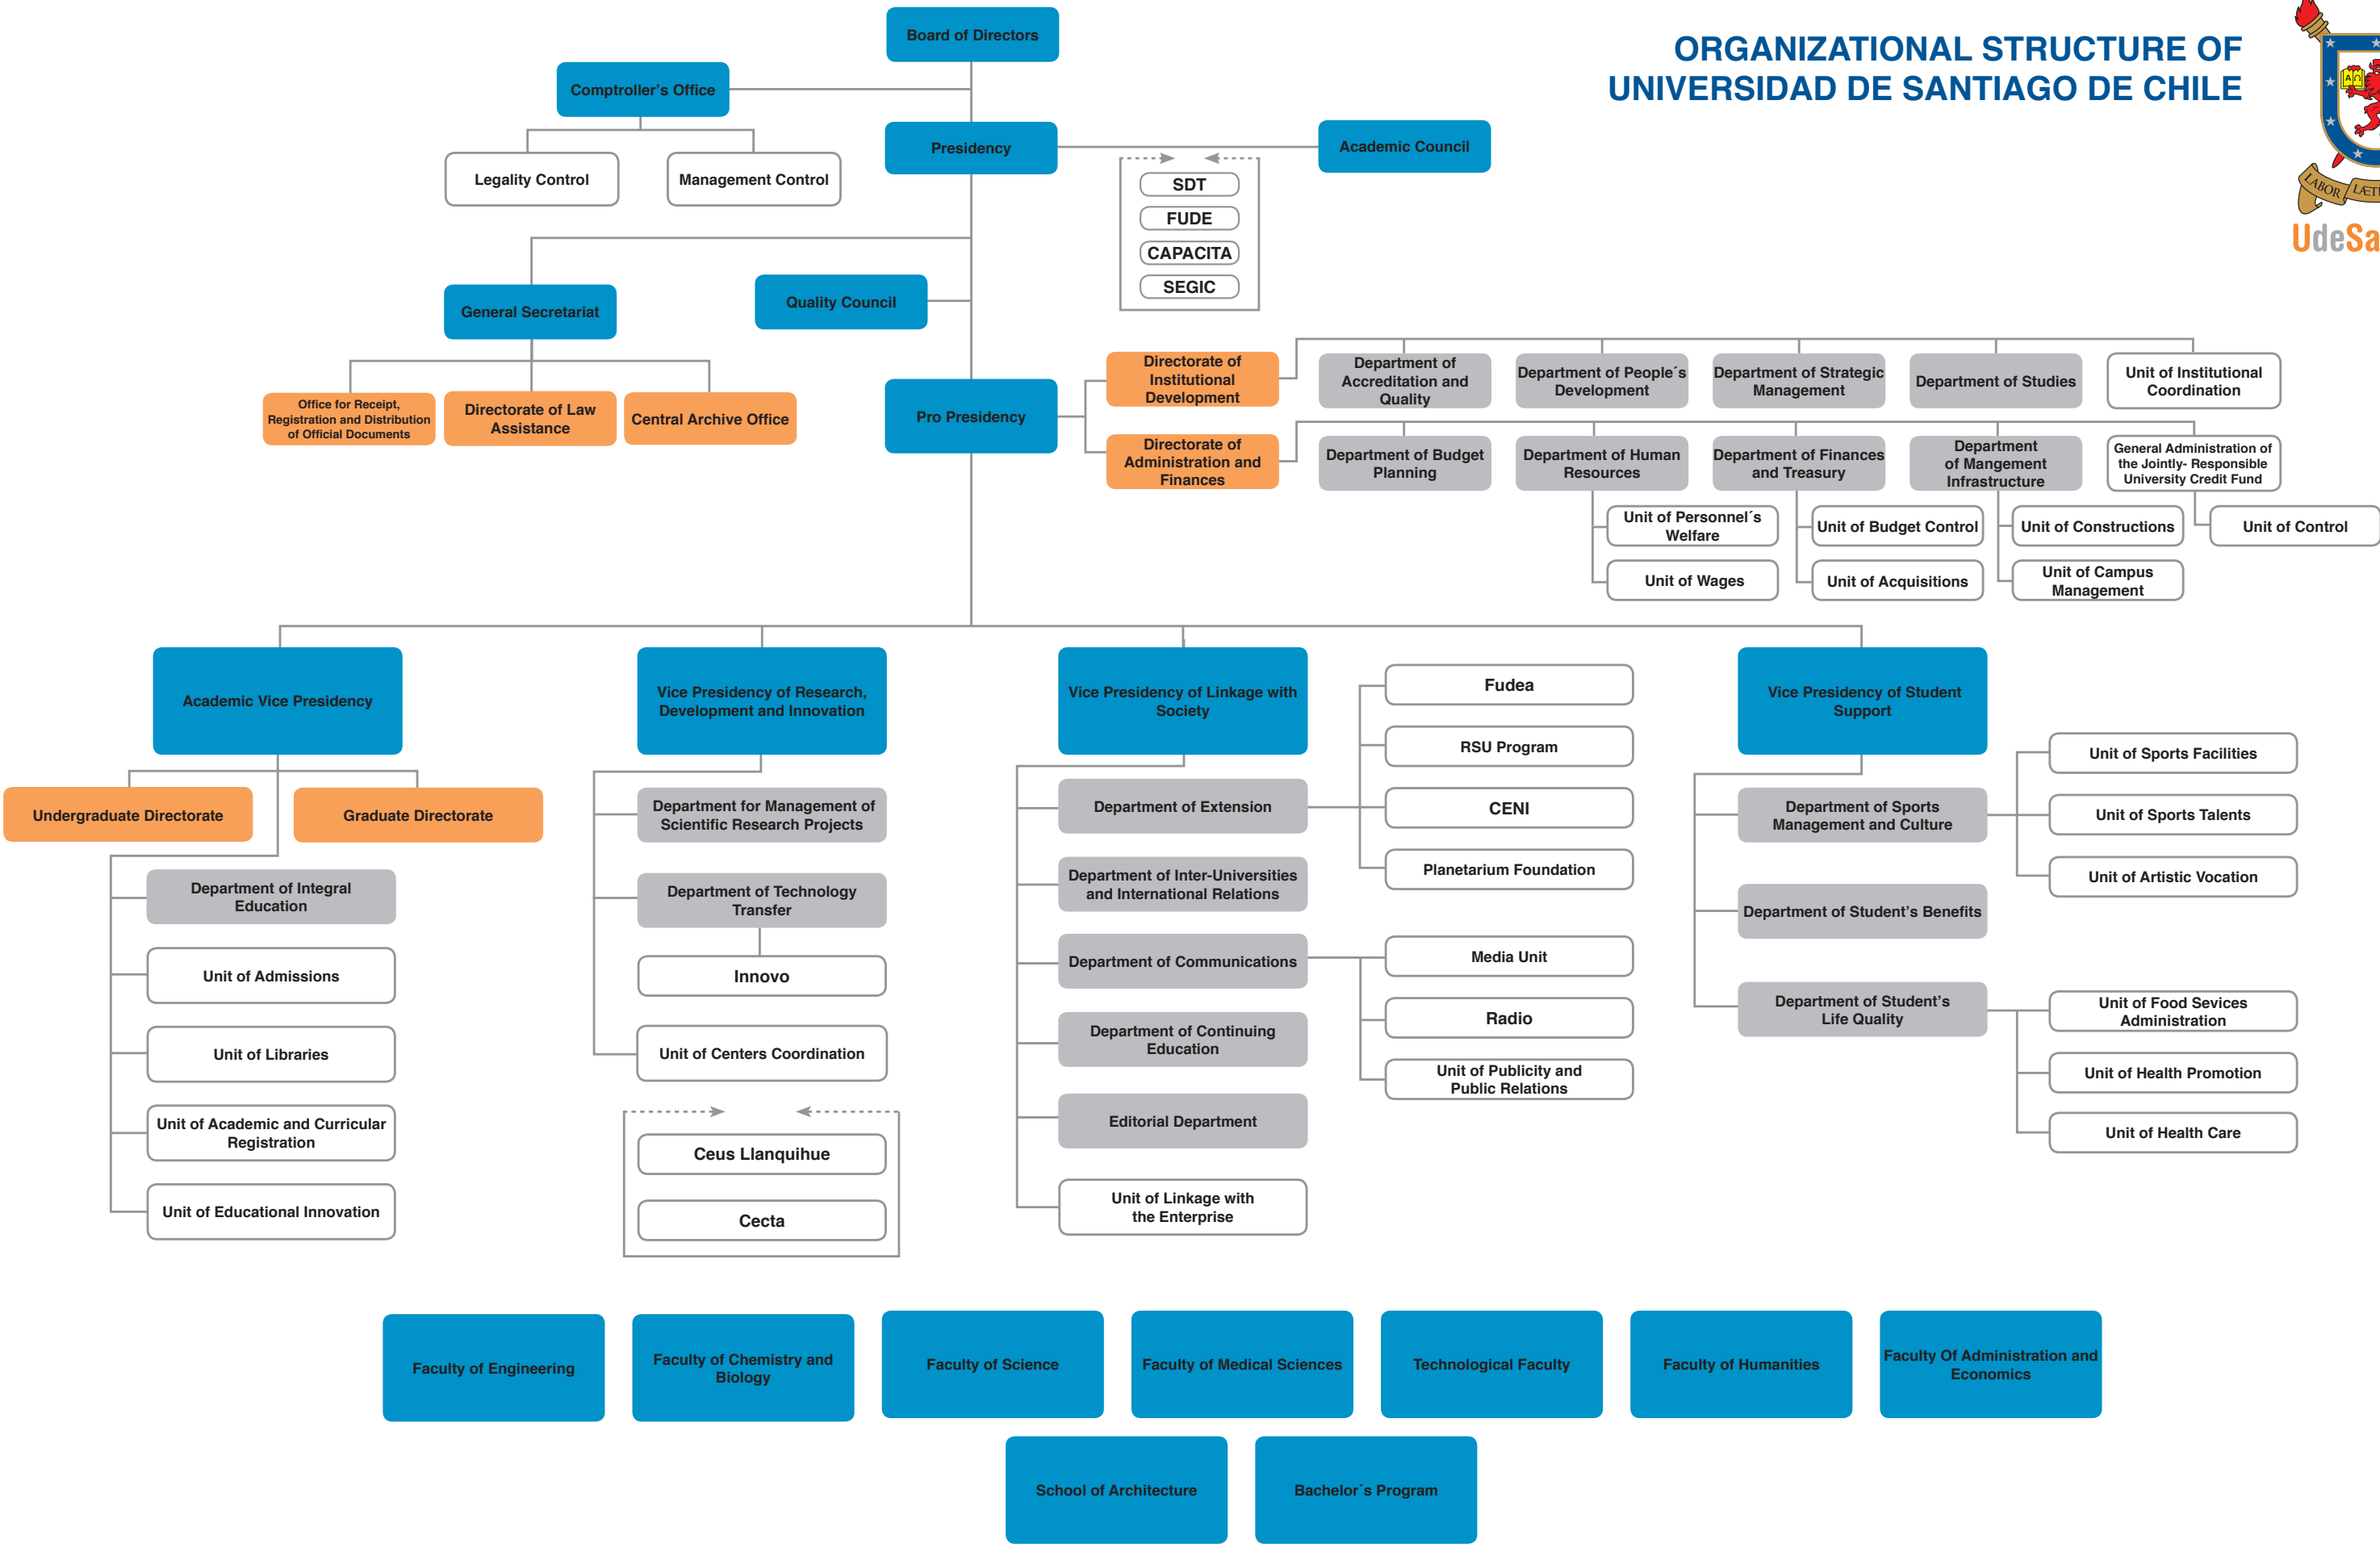 ORGANIZATIONAL STRUCTURE OF
UNIVERSIDAD DE SANTIAGO DE CHILE
A Ω
LABOR
UdeSa
Board of Directors
Comptroller's Office
Legality Control
Management Control
Presidency
Academic Council
SDT
FUDE
CAPACITA
SEGIC
General Secretariat
Quality Council
Office for Receipt,
Registration and Distribution
of Official Documents
Directorate of Law
Assistance
Central Archive Office
Pro Presidency
Directorate of
Institutional
Development
Department of
Accreditation and
Quality
Department of People´s
Development
Department of Strategic
Management
Department of Studies
Unit of Institutional
Coordination
Directorate of
Administration and
Finances
Department of Budget
Planning
Department of Human
Resources
Department of Finances
and Treasury
Department
of Mangement
Infrastructure
General Administration of
the Jointly- Responsible
University Credit Fund
Unit of Personnel´s
Welfare
Unit of Budget Control
Unit of Constructions
Unit of Control
Unit of Wages
Unit of Acquisitions
Unit of Campus
Management
Academic Vice Presidency
Undergraduate Directorate
Graduate Directorate
Department of Integral
Education
Unit of Admissions
Unit of Libraries
Unit of Academic and Curricular
Registration
Unit of Educational Innovation
Vice Presidency of Research,
Development and Innovation
Department for Management of
Scientific Research Projects
Department of Technology
Transfer
Innovo
Unit of Centers Coordination
Ceus Llanquihue
Cecta
Vice Presidency of Linkage with
Society
Department of Extension
Department of Inter-Universities
and International Relations
Department of Communications
Department of Continuing
Education
Editorial Department
Unit of Linkage with
the Enterprise
Fudea
RSU Program
CENI
Planetarium Foundation
Media Unit
Radio
Unit of Publicity and
Public Relations
Vice Presidency of Student
Support
Department of Sports
Management and Culture
Department of Student's Benefits
Department of Student's
Life Quality
Unit of Sports Facilities
Unit of Sports Talents
Unit of Artistic Vocation
Unit of Food Sevices
Administration
Unit of Health Promotion
Unit of Health Care
Faculty of Engineering
Faculty of Chemistry and
Biology
Faculty of Science
Faculty of Medical Sciences
Technological Faculty
Faculty of Humanities
Faculty Of Administration and
Economics
School of Architecture
Bachelor´s Program